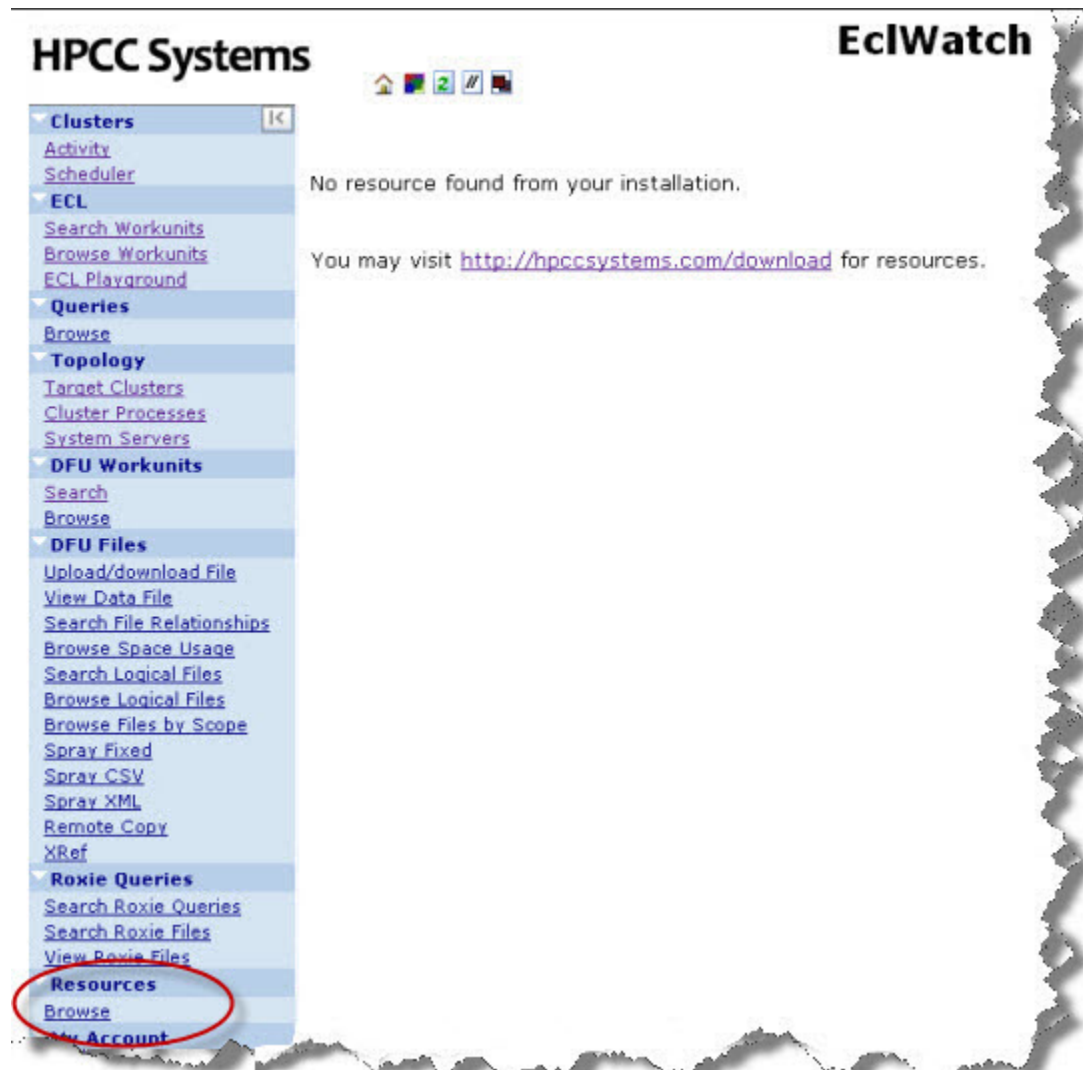 HPCC Systems
EclWatch
2
Clusters
Activity
Scheduler
ECL
Search Workunits
Browse Workunits
ECL Playground
Queries
Browse
Topology
Target Clusters
Cluster Processes
System Servers
DFU Workunits
Search
Browse
DFU Files
Upload/download File
View Data File
Search File Relationships
Browse Space Usage
Search Logical Files
Browse Logical Files
Browse Files by Scope
Spray Fixed
Spray CSV
Spray XML
Remote Copy
XRef
Roxie Queries
Search Roxie Queries
Search Roxie Files
View Roxie Files
Resources
Browse
My Account
No resource found from your installation.
You may visit http://hpccsystems.com/download for resources.